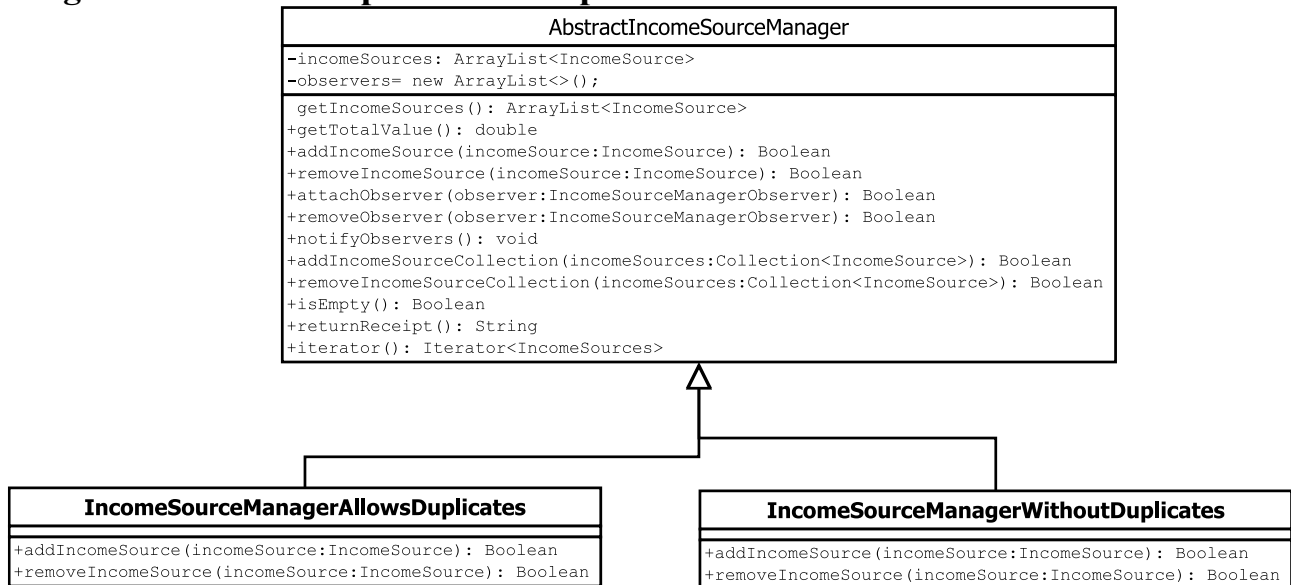 AbstractIncomeSourceManager
-incomeSources: ArrayList<IncomeSource>
-observers= new ArrayList<>();
getIncomeSources(): ArrayList<IncomeSource>
+getTotalValue(): double
+addIncomeSource(incomeSource:IncomeSource): Boolean
+removeIncomeSource(incomeSource:IncomeSource): Boolean
+attachObserver(observer:IncomeSourceManagerObserver): Boolean
+removeObserver(observer:IncomeSourceManagerObserver): Boolean
+notifyObservers(): void
+addIncomeSourceCollection(incomeSources:Collection<IncomeSource>): Boolean
+removeIncomeSourceCollection(incomeSources:Collection<IncomeSource>): Boolean
+isEmpty(): Boolean
+returnReceipt(): String
+iterator(): Iterator<IncomeSources>
IncomeSourceManagerAllowsDuplicates
+addIncomeSource(incomeSource:IncomeSource): Boolean
+removeIncomeSource(incomeSource:IncomeSource): Boolean
IncomeSourceManagerWithoutDuplicates
+addIncomeSource(incomeSource:IncomeSource): Boolean
+removeIncomeSource(incomeSource:IncomeSource): Boolean